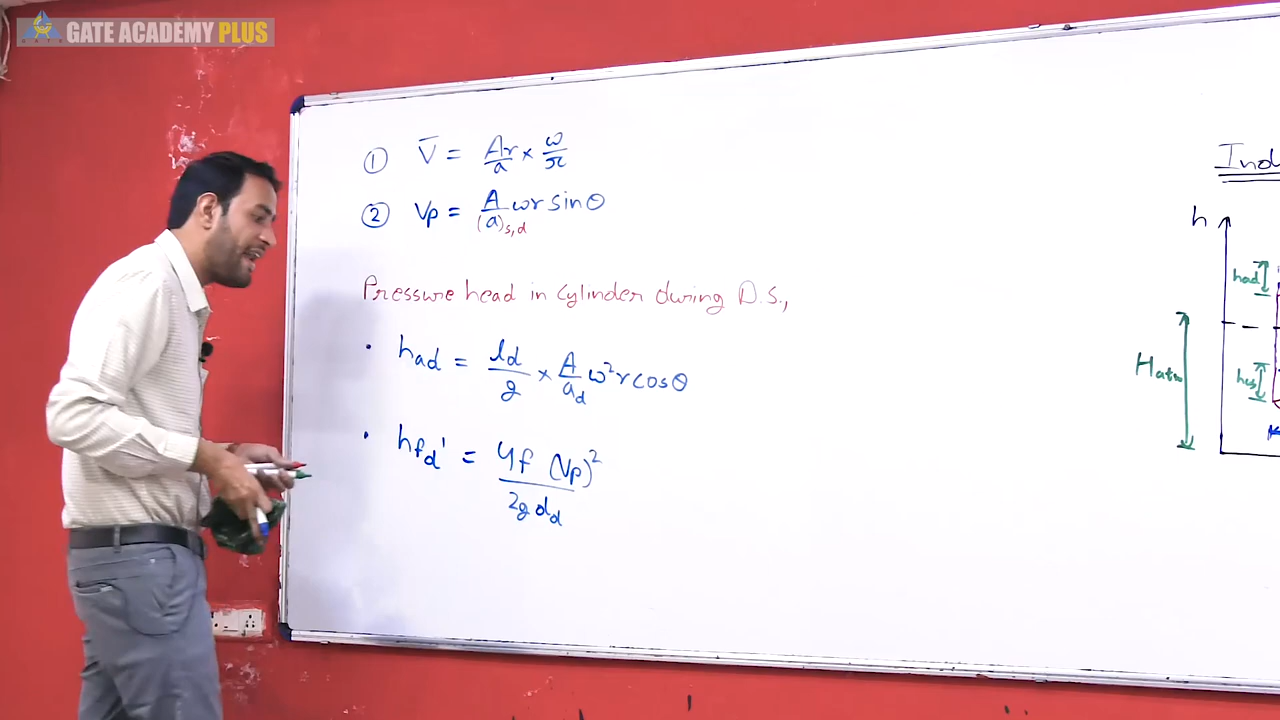 GATE ACADEMY PLUS
① V̄ = Ar/a × ω/π
② Vp = A/(a)s,d ωr sinθ
Pressure head in Cylinder during D.S.,
• had = ld/g × A/ad ω²r cosθ
• hfd' = 4f (Vp)²/2g dd
h
had
Hatm
has